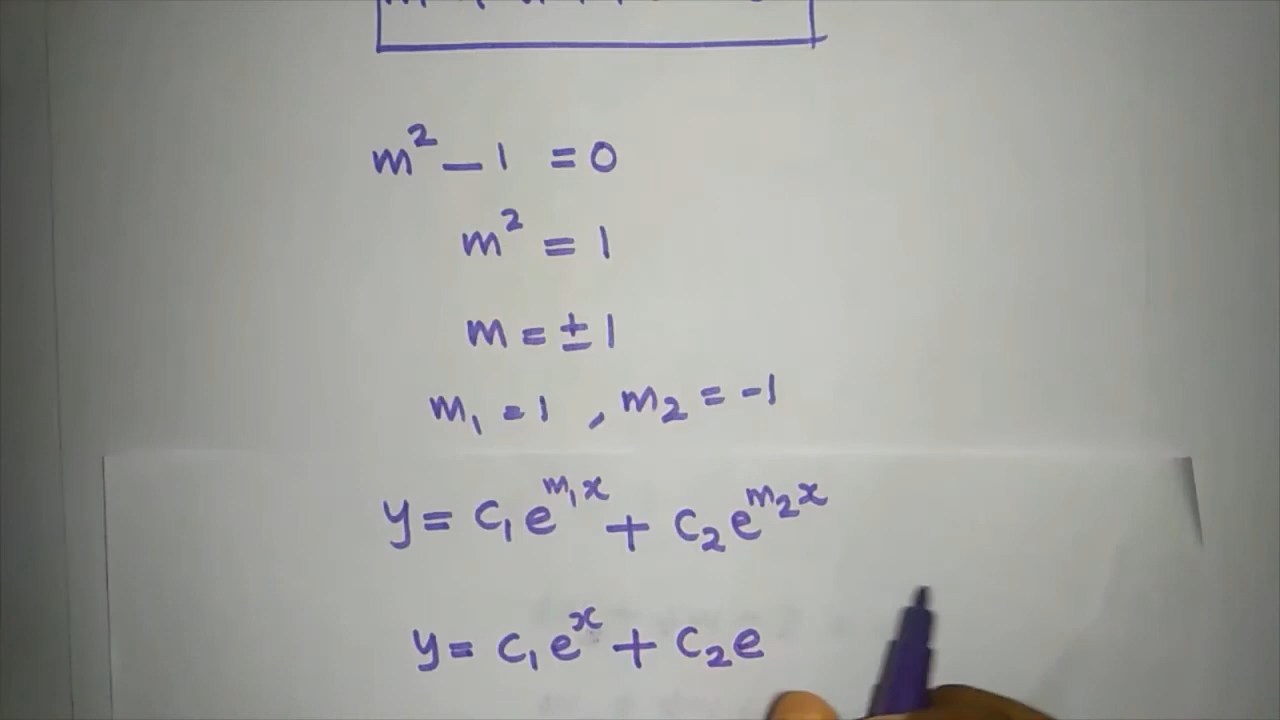 m² - 1 = 0
m² = 1
m = ± 1
m₁ = 1 , m₂ = -1
y = c₁e^{m₁x} + c₂e^{m₂x}
y = c₁e^{x} + c₂e